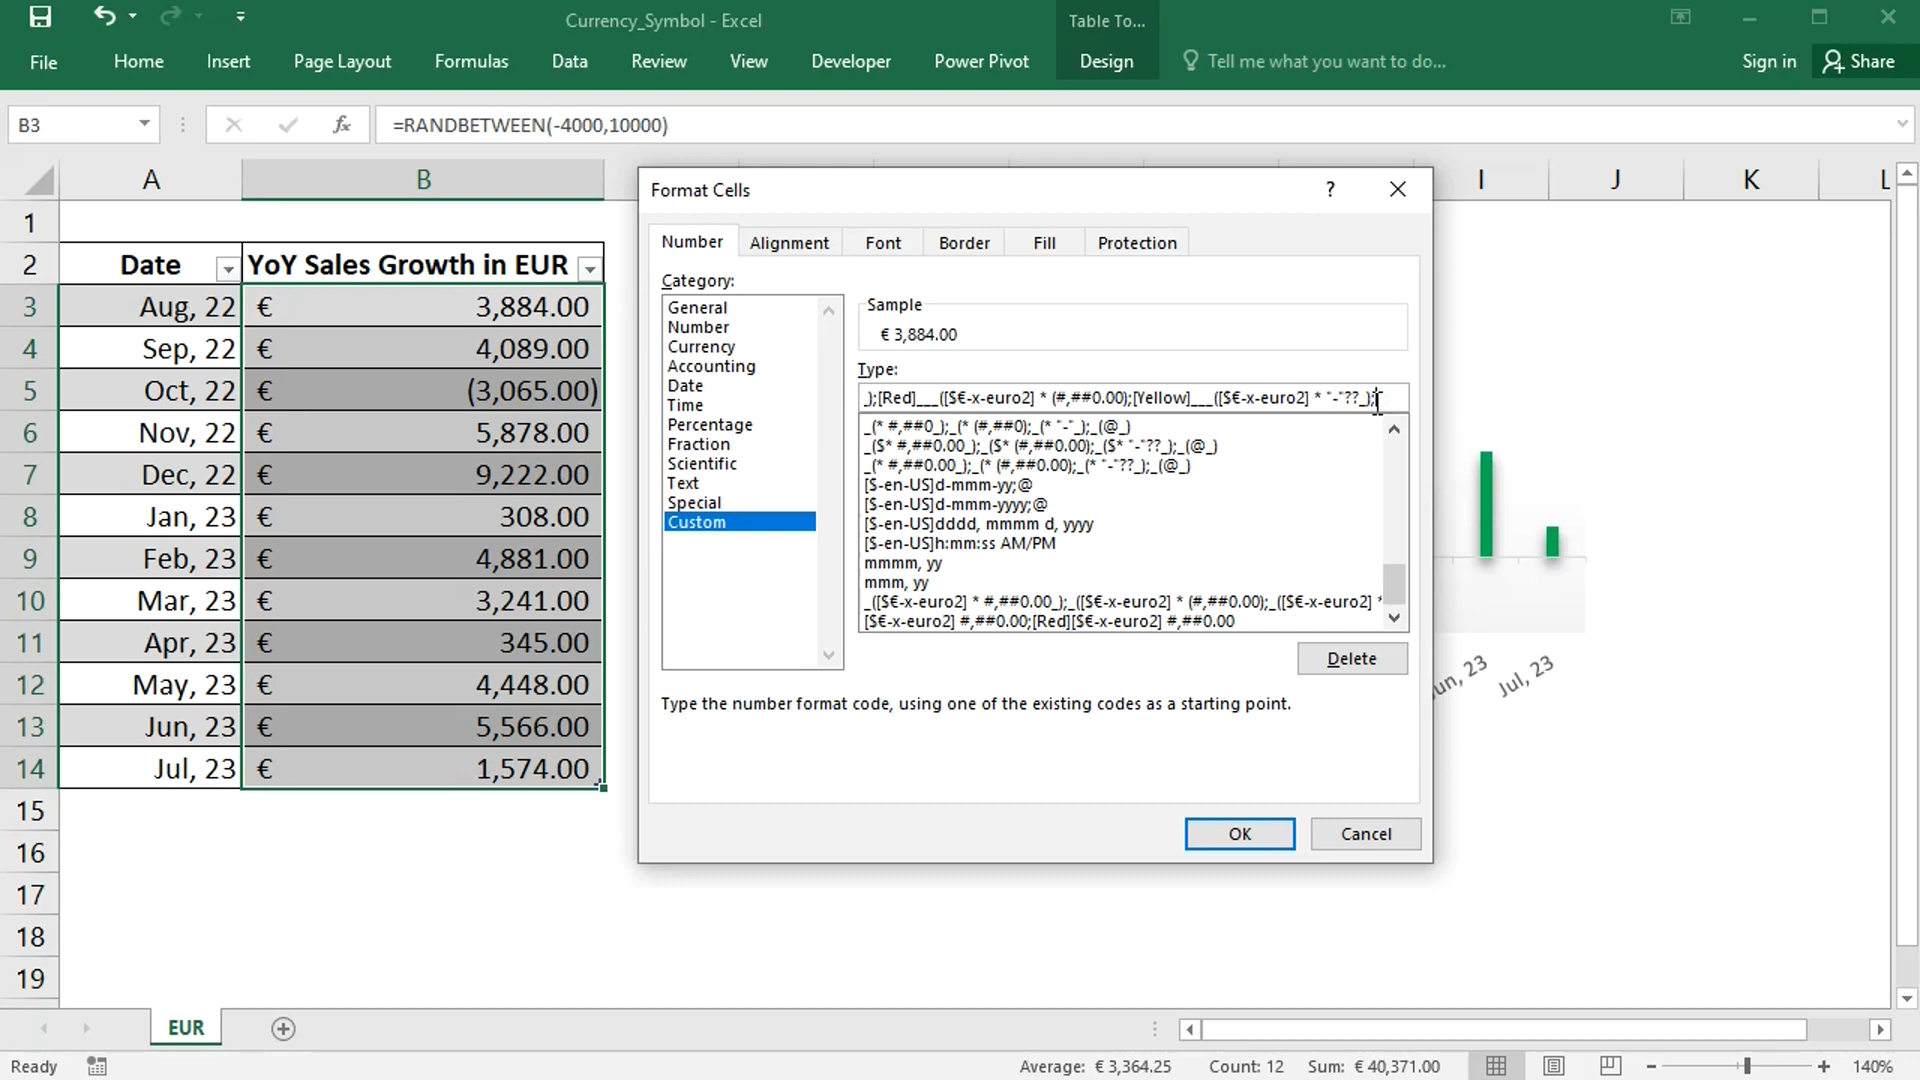 Currency_Symbol - Excel
Table To...
File
Home
Insert
Page Layout
Formulas
Data
Review
View
Developer
Power Pivot
Design
Tell me what you want to do...
Sign in
Share
B3
fx
=RANDBETWEEN(-4000,10000)
A
B
I
J
K
L
1
2
Date
YoY Sales Growth in EUR
3
Aug, 22
€ 3,884.00
4
Sep, 22
€ 4,089.00
5
Oct, 22
€ (3,065.00)
6
Nov, 22
€ 5,878.00
7
Dec, 22
€ 9,222.00
8
Jan, 23
€ 308.00
9
Feb, 23
€ 4,881.00
10
Mar, 23
€ 3,241.00
11
Apr, 23
€ 345.00
12
May, 23
€ 4,448.00
13
Jun, 23
€ 5,566.00
14
Jul, 23
€ 1,574.00
15
16
17
18
19
Format Cells
?
Number
Alignment
Font
Border
Fill
Protection
Category:
General
Number
Currency
Accounting
Date
Time
Percentage
Fraction
Scientific
Text
Special
Custom
Sample
€ 3,884.00
Type:
_);[Red]___([$€-x-euro2] * (#,##0.00);[Yellow]___([$€-x-euro2] * "-"??_);
_(* #,##0_);_(* (#,##0);_(* "-"_);_(@_)
_($* #,##0.00_);_($* (#,##0.00);_($* "-"??_);_(@_)
_(* #,##0.00_);_(* (#,##0.00);_(* "-"??_);_(@_)
[$-en-US]d-mmm-yy;@
[$-en-US]d-mmm-yyyy;@
[$-en-US]dddd, mmmm d, yyyy
[$-en-US]h:mm:ss AM/PM
mmmm, yy
mmm, yy
_([$€-x-euro2] * #,##0.00_);_([$€-x-euro2] * (#,##0.00);_([$€-x-euro2] *
[$€-x-euro2] #,##0.00;[Red][$€-x-euro2] #,##0.00
Delete
Type the number format code, using one of the existing codes as a starting point.
OK
Cancel
Jun, 23
Jul, 23
EUR
Ready
Average: € 3,364.25
Count: 12
Sum: € 40,371.00
140%